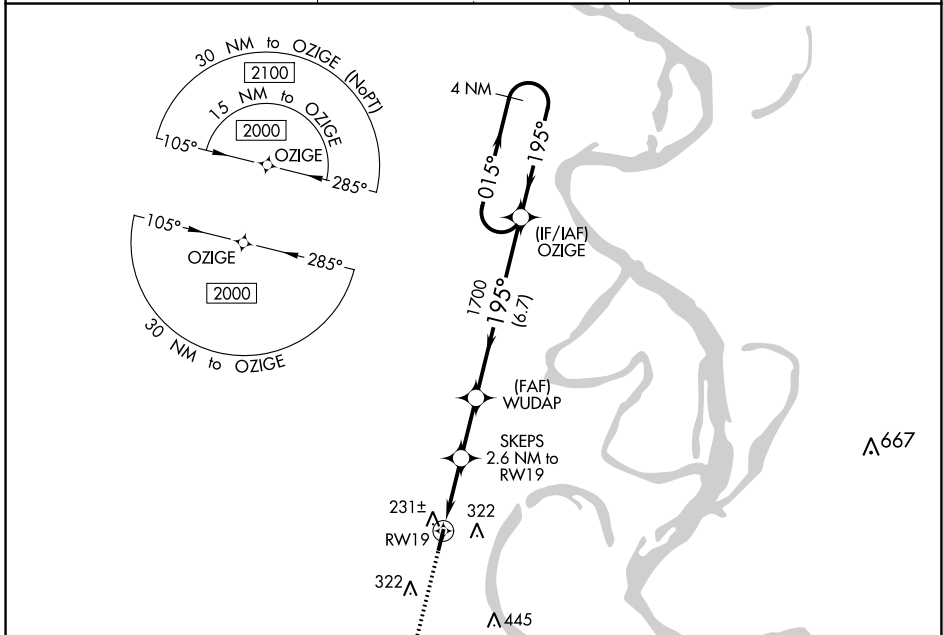 30 NM to OZIGE (NoPT)
2100
15 NM to OZIGE
2000
105°
OZIGE
285°
105°
OZIGE
285°
2000
30 NM to OZIGE
4 NM
015°
195°
(IF/IAF)
OZIGE
1700
195°
(6.7)
(FAF)
WUDAP
SKEPS
2.6 NM to
RW19
667
231±
322
RW19
322
445